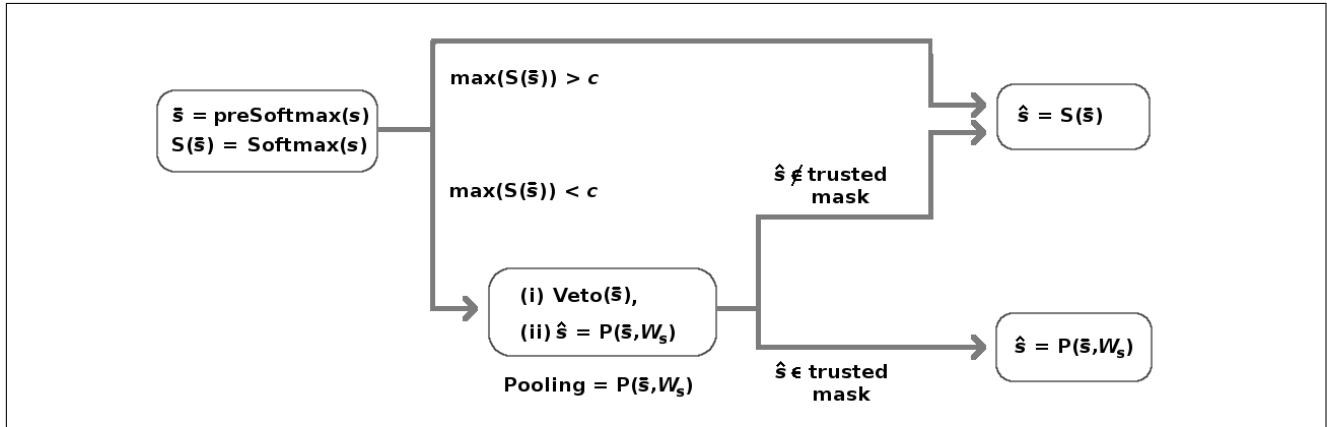 s̄ = preSoftmax(s)
S(s̄) = Softmax(s)
max(S(s̄)) > c
max(S(s̄)) < c
ŝ = S(s̄)
ŝ ∉ trusted
mask
(i) Veto(s̄),
(ii) ŝ = P(s̄,Wₛ)
Pooling = P(s̄,Wₛ)
ŝ ϵ trusted
mask
ŝ = P(s̄,Wₛ)